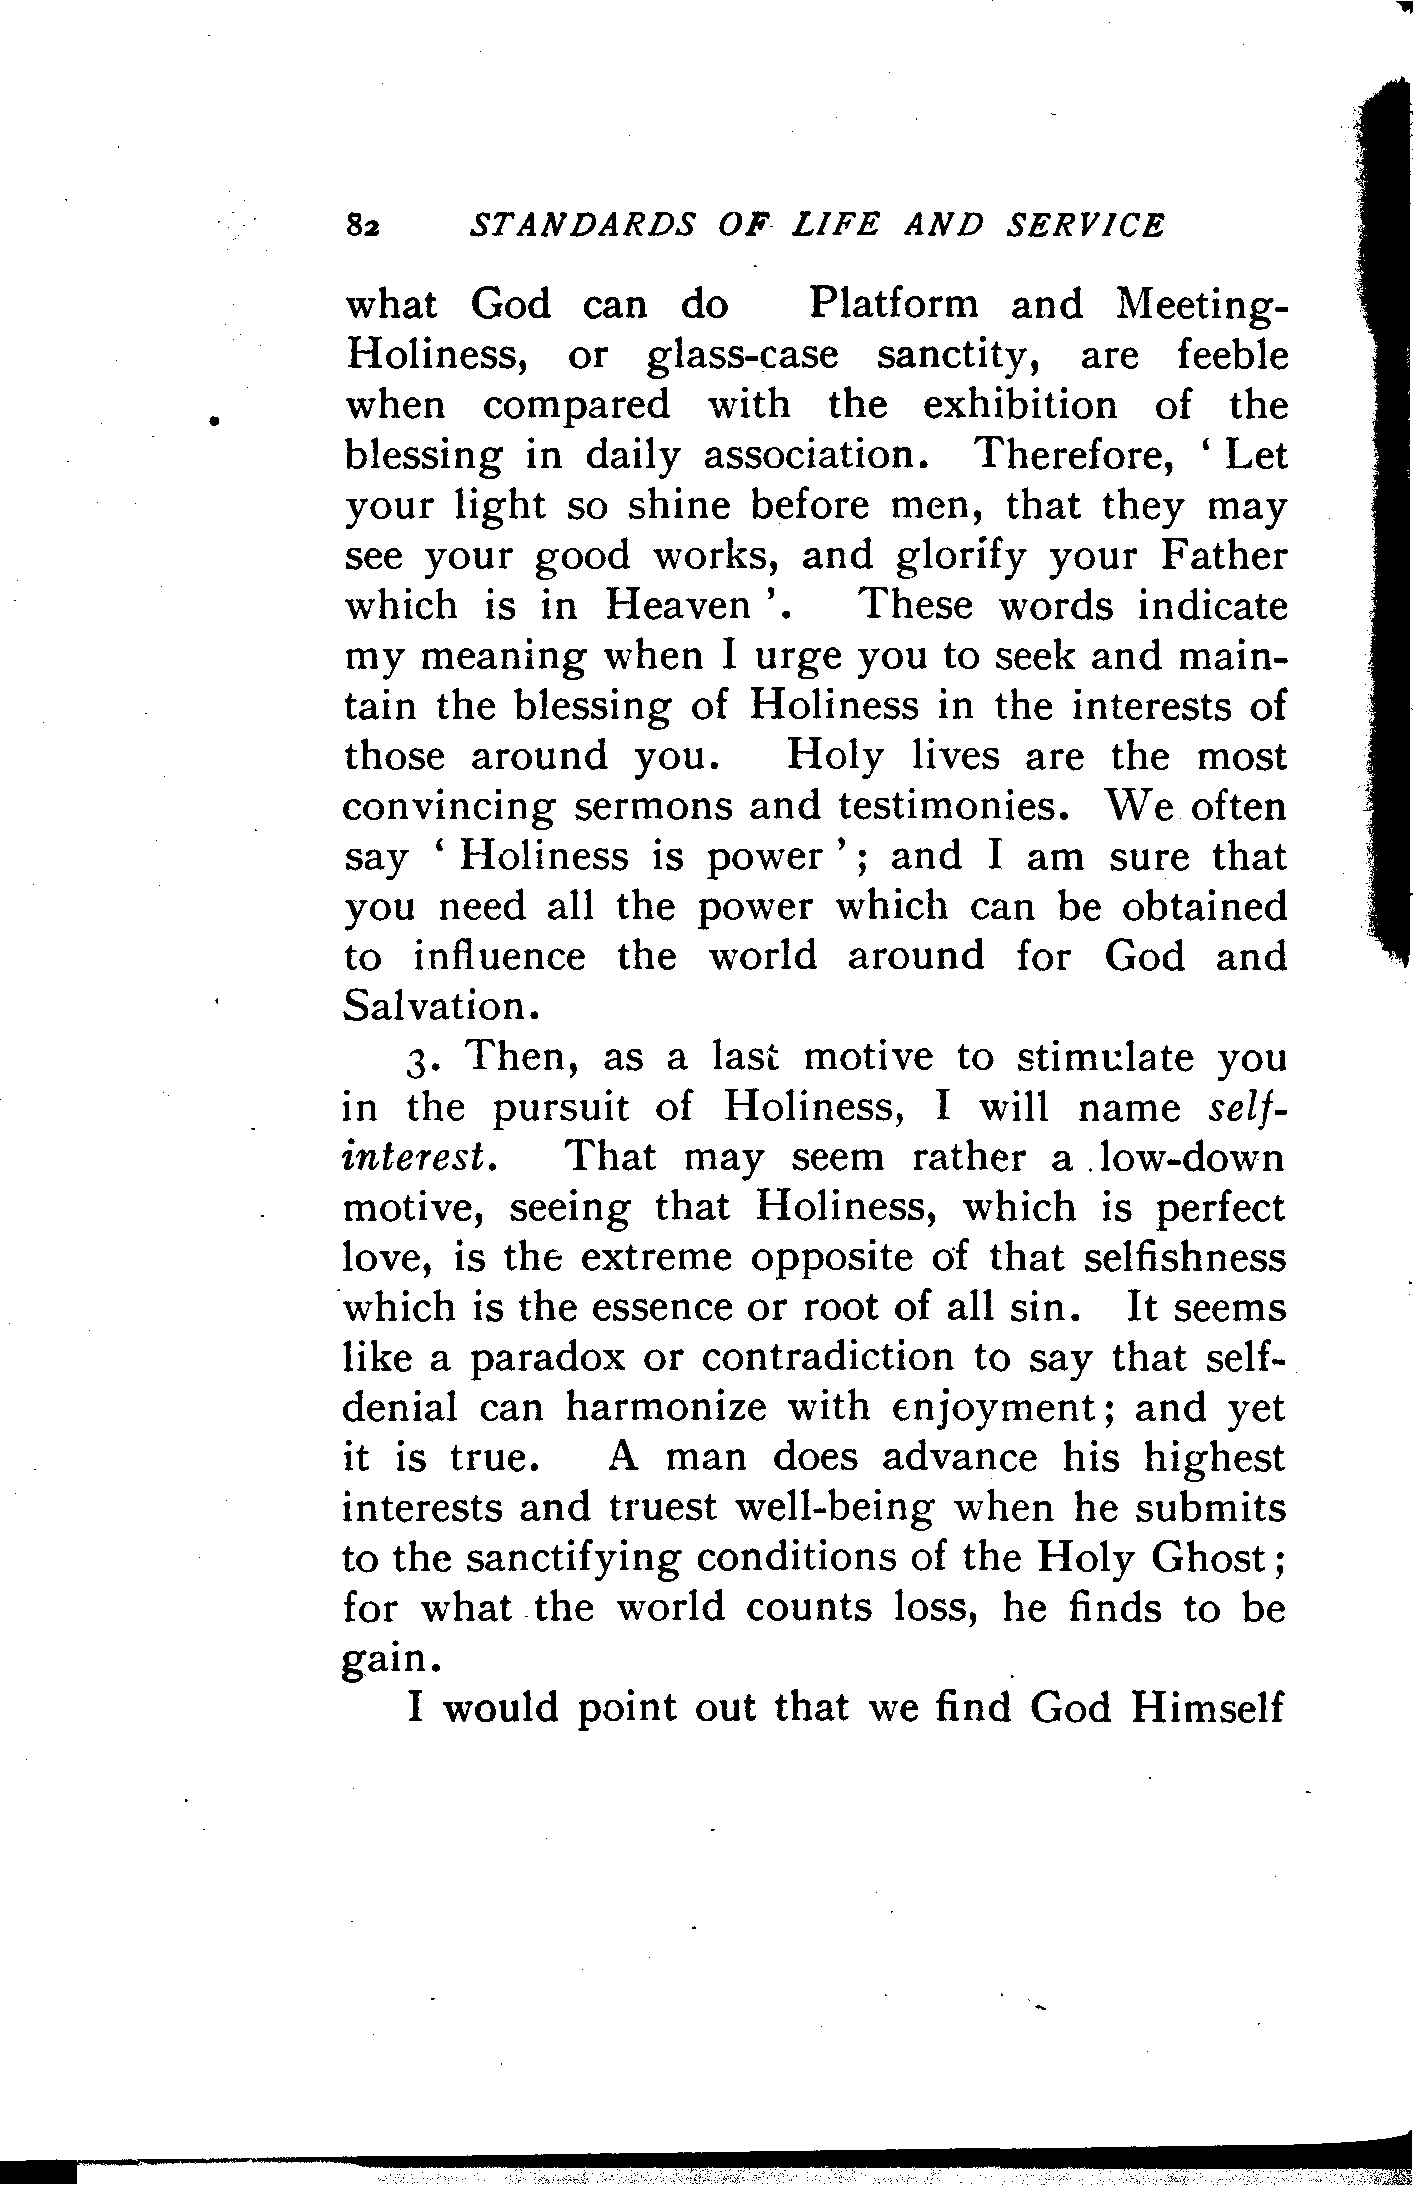 82 STANDARDS OF LIFE AND SERVICE
what God can do Platform and Meeting-
Holiness, or glass-case sanctity, are feeble
when compared with the exhibition of the
blessing in daily association. Therefore, ‘ Let
your light so shine before men, that they may
see your good works, and glorify your Father
which is in Heaven ’. These words indicate
my meaning when I urge you to seek and main-
tain the blessing of Holiness in the interests of
those around you. Holy lives are the most
convincing sermons and testimonies. We often
say ‘ Holiness is power ’ ; and I am sure that
you need all the power which can be obtained
to influence the world around for God and
Salvation.
3. Then, as a last motive to stimulate you
in the pursuit of Holiness, I will name self-
interest. That may seem rather a low-down
motive, seeing that Holiness, which is perfect
love, is the extreme opposite of that selfishness
which is the essence or root of all sin. It seems
like a paradox or contradiction to say that self-
denial can harmonize with enjoyment ; and yet
it is true. A man does advance his highest
interests and truest well-being when he submits
to the sanctifying conditions of the Holy Ghost ;
for what the world counts loss, he finds to be
gain.
I would point out that we find God Himself